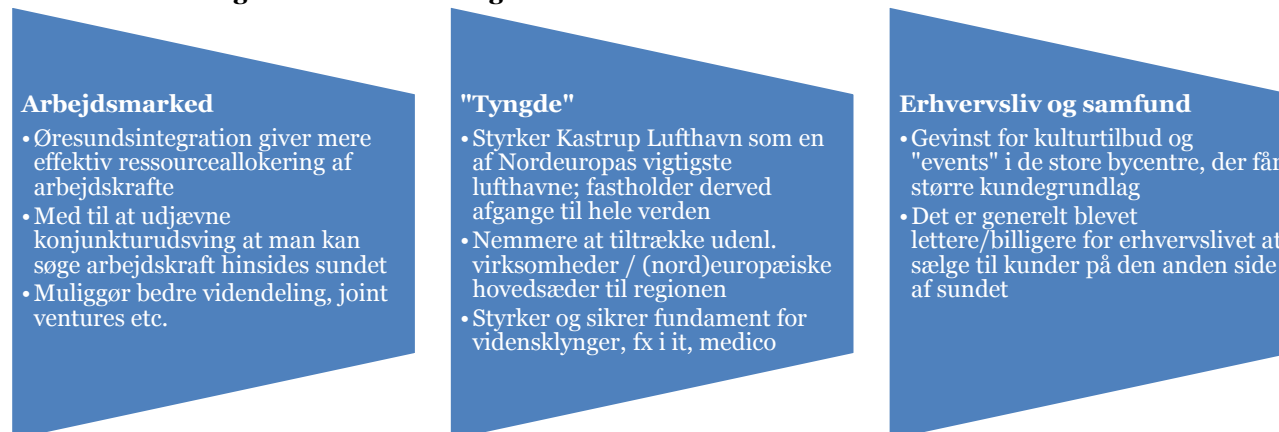 Arbejdsmarked
•Øresundsintegration giver mere
effektiv ressourceallokering af
arbejdskrafte
•Med til at udjævne
konjunkturudsving at man kan
søge arbejdskraft hinsides sundet
•Muliggør bedre videndeling, joint
ventures etc.
"Tyngde"
•Styrker Kastrup Lufthavn som en
af Nordeuropas vigtigste
lufthavne; fastholder derved
afgange til hele verden
•Nemmere at tiltrække udenl.
virksomheder / (nord)europæiske
hovedsæder til regionen
•Styrker og sikrer fundament for
vidensklynger, fx i it, medico
Erhvervsliv og samfund
•Gevinst for kulturtilbud og
"events" i de store bycentre, der får
større kundegrundlag
•Det er generelt blevet
lettere/billigere for erhvervslivet at
sælge til kunder på den anden side
af sundet